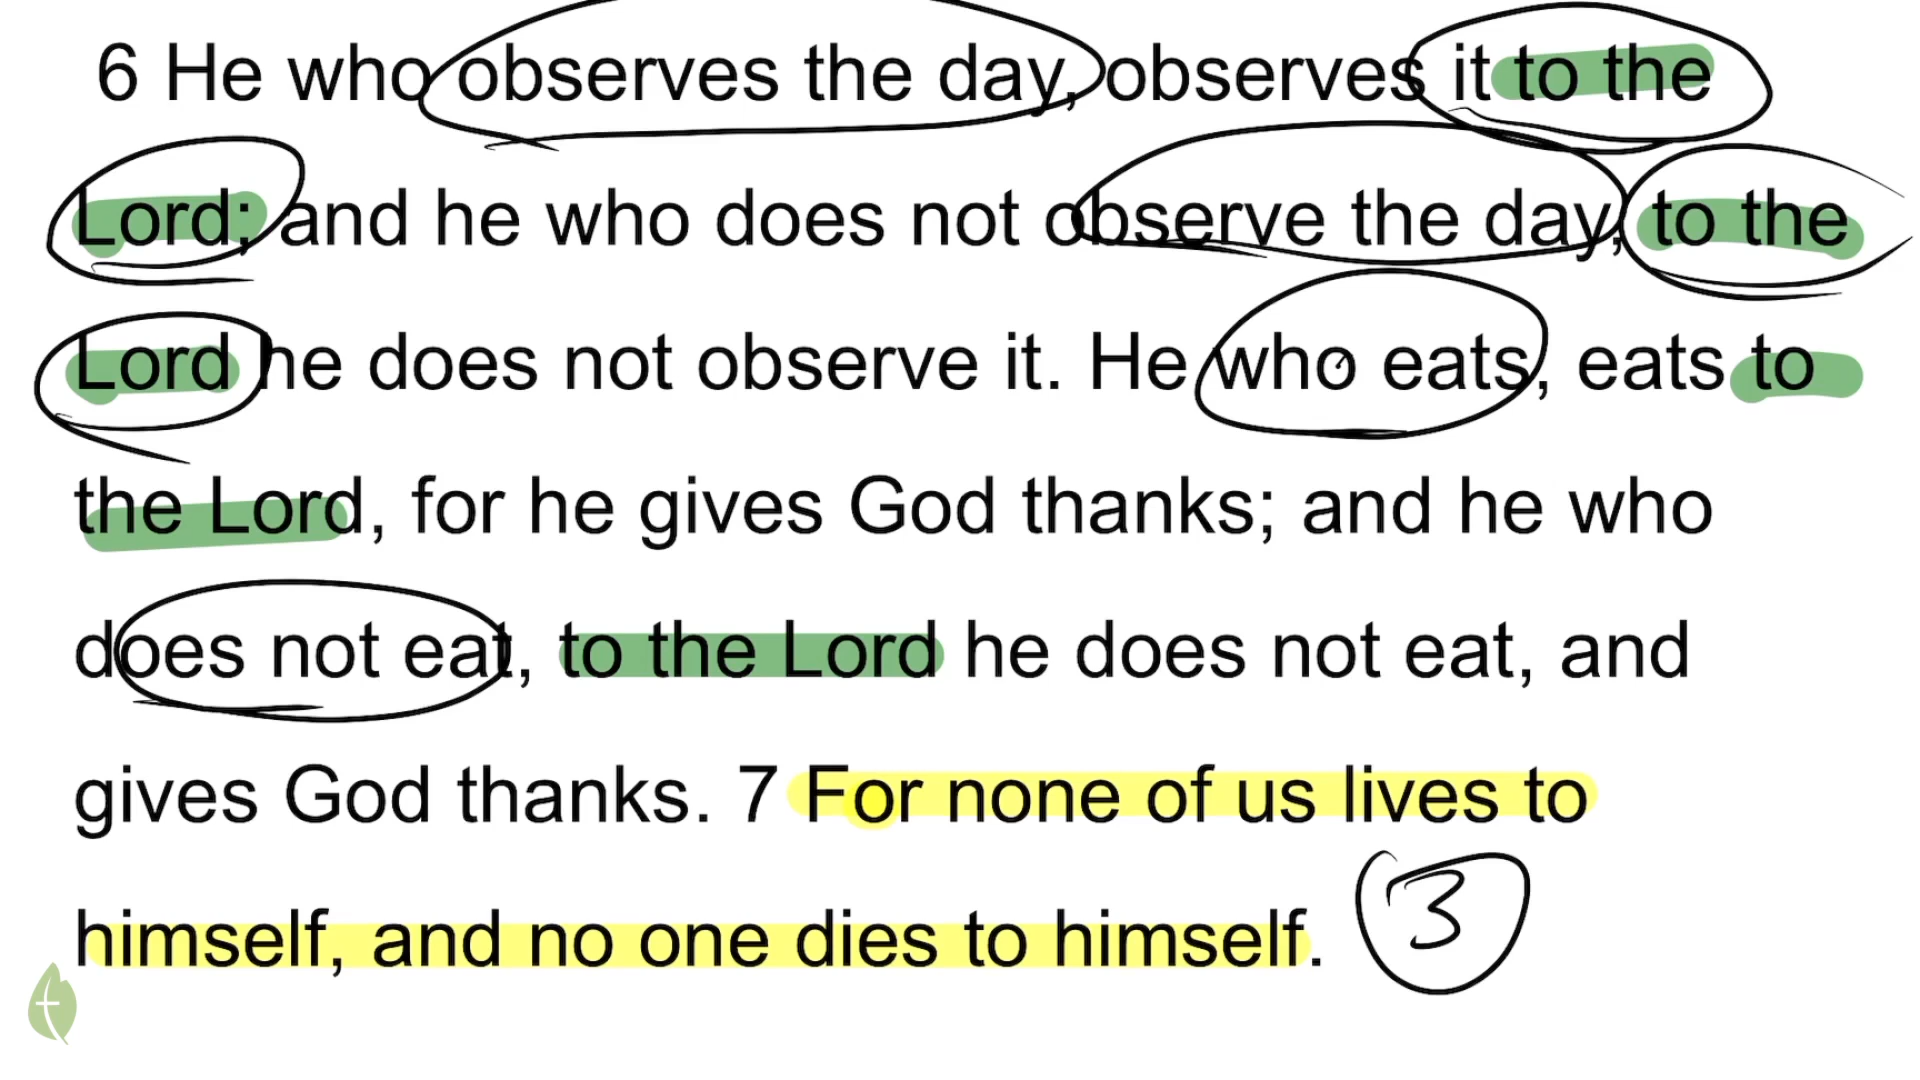 6 He who observes the day, observes it to the
Lord; and he who does not observe the day, to the
Lord he does not observe it. He who eats, eats to
the Lord, for he gives God thanks; and he who
does not eat, to the Lord he does not eat, and
gives God thanks. 7 For none of us lives to
himself, and no one dies to himself.
3